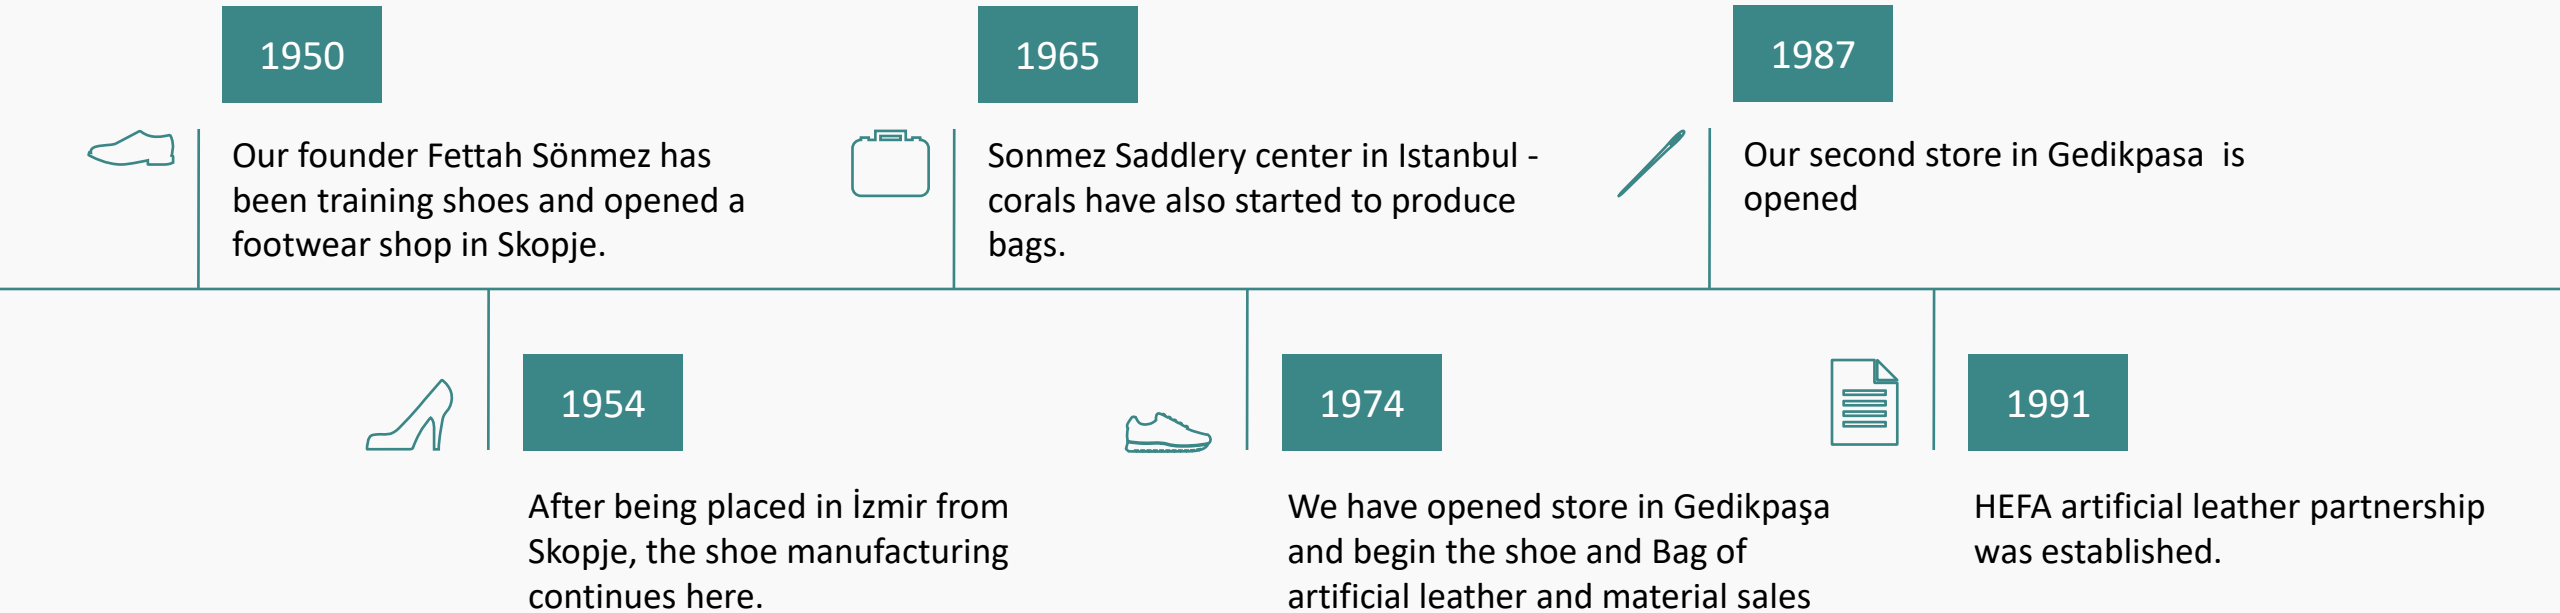 1950
Our founder Fettah Sönmez has
been training shoes and opened a
footwear shop in Skopje.
1965
Sonmez Saddlery center in Istanbul -
corals have also started to produce
bags.
1987
Our second store in Gedikpasa  is
opened
1954
After being placed in İzmir from
Skopje, the shoe manufacturing
continues here.
1974
We have opened store in Gedikpaşa
and begin the shoe and Bag of
artificial leather and material sales
1991
HEFA artificial leather partnership
was established.